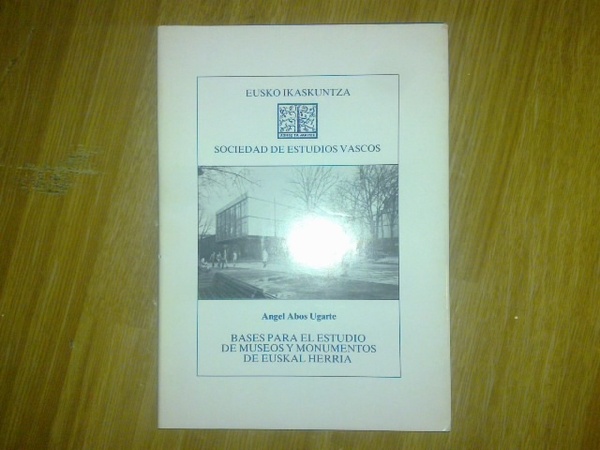 EUSKO IKASKUNTZA
SOCIEDAD DE ESTUDIOS VASCOS
Angel Abos Ugarte
BASES PARA EL ESTUDIO
DE MUSEOS Y MONUMENTOS
DE EUSKAL HERRIA